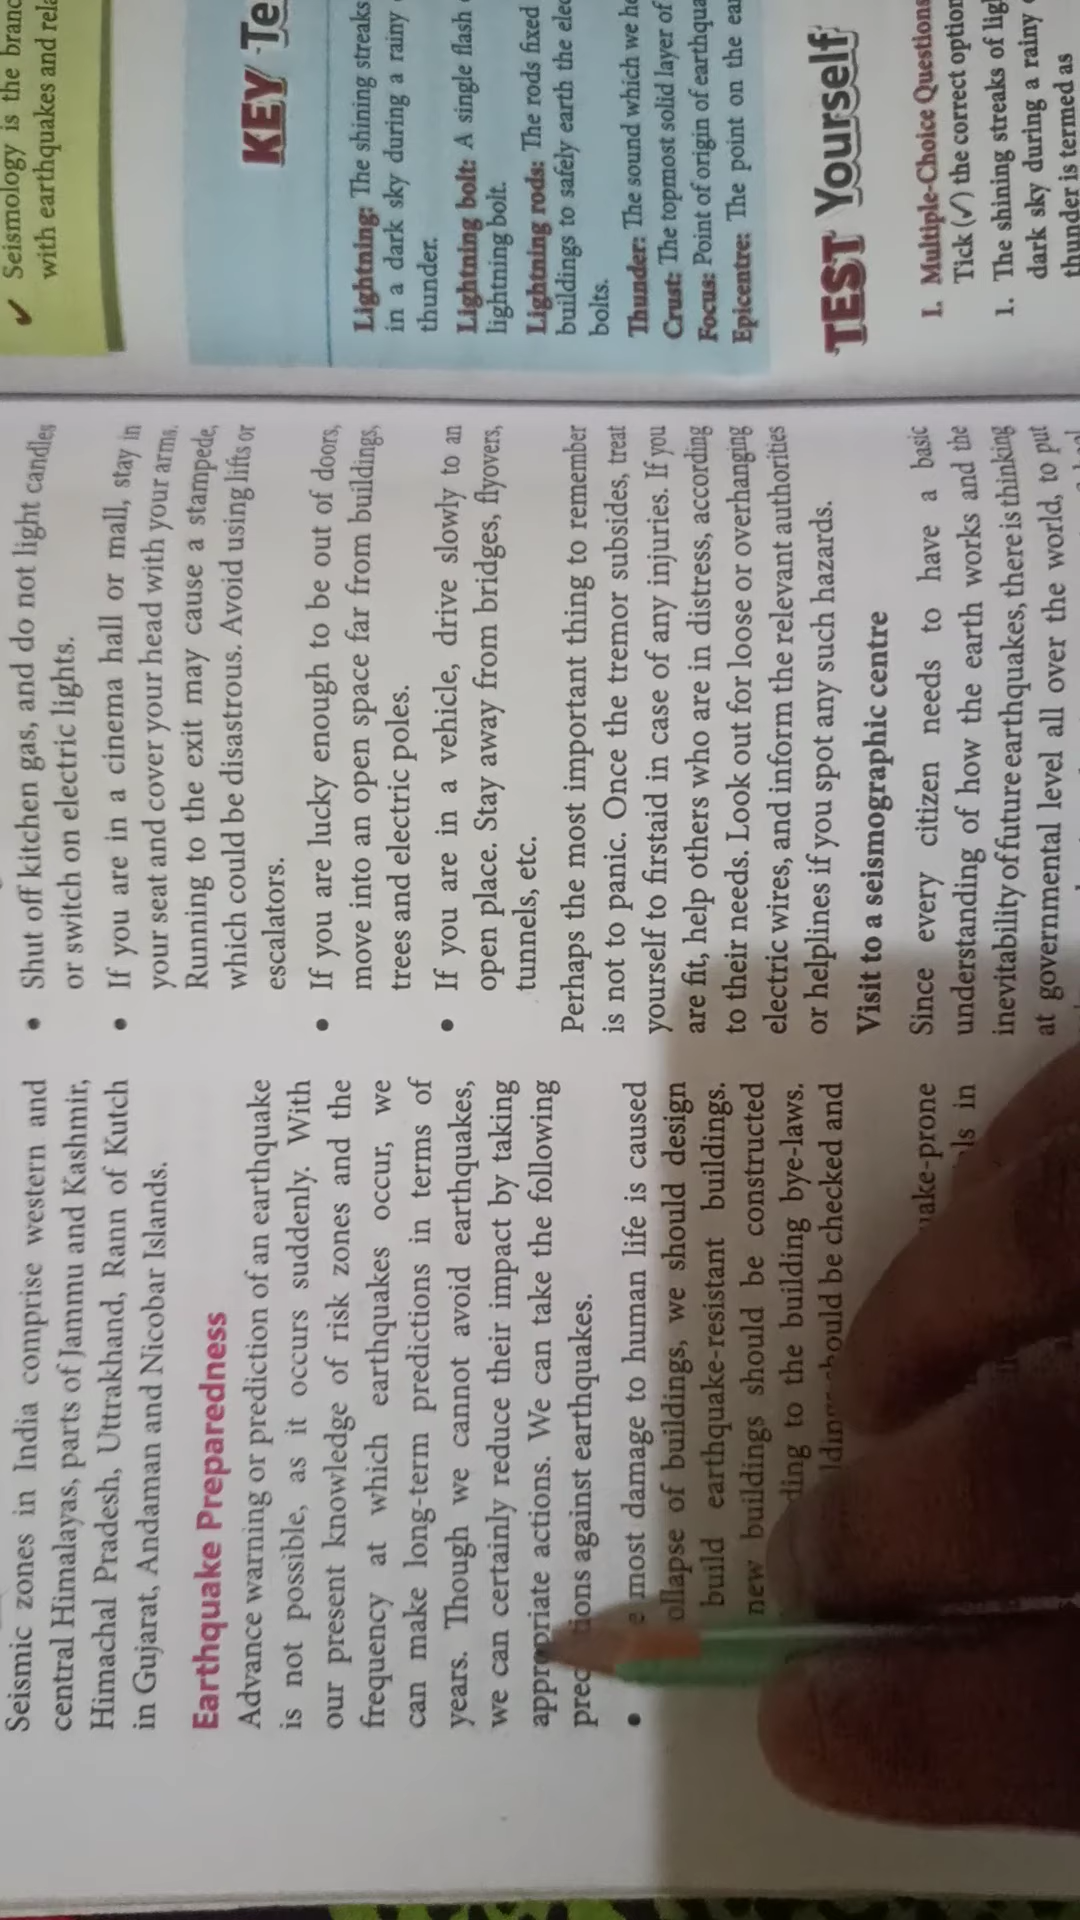 Seismic zones in India comprise western and
central Himalayas, parts of Jammu and Kashmir,
Himachal Pradesh, Uttrakhand, Rann of Kutch
in Gujarat, Andaman and Nicobar Islands.
Earthquake Preparedness
Advance warning or prediction of an earthquake
is not possible, as it occurs suddenly. With
our present knowledge of risk zones and the
frequency at which earthquakes occur, we
can make long-term predictions in terms of
years. Though we cannot avoid earthquakes,
we can certainly reduce their impact by taking
appropriate actions. We can take the following
against earthquakes.
• most damage to human life is caused
of buildings, we should design
build earthquake-resistant buildings.
new buildings should be constructed
to the building bye-laws.
should be checked and
in
• Shut off kitchen gas, and do not light candles
or switch on electric lights.
• If you are in a cinema hall or mall, stay in
your seat and cover your head with your arms.
Running to the exit may cause a stampede,
which could be disastrous. Avoid using lifts or
escalators.
• If you are lucky enough to be out of doors,
move into an open space far from buildings,
trees and electric poles.
• If you are in a vehicle, drive slowly to an
open place. Stay away from bridges, flyovers,
tunnels, etc.
Perhaps the most important thing to remember
is not to panic. Once the tremor subsides, treat
yourself to firstaid in case of any injuries. If you
are fit, help others who are in distress, according
to their needs. Look out for loose or overhanging
electric wires, and inform the relevant authorities
or helplines if you spot any such hazards.
Visit to a seismographic centre
Since every citizen needs to have a basic
understanding of how the earth works and the
inevitability of future earthquakes, there is thinking
at governmental level all over the world, to put
✔ Seismology is the
with earthquakes and
KEY
Lightning: The shining streaks
in a dark sky during a rainy
thunder.
Lightning bolt: A single flash
lightning bolt.
Lightning rods: The rods fixed
buildings to safely earth the
bolts.
Thunder: The sound which we
Crust: The topmost solid layer of
Focus: Point of origin of
Epicentre: The point on the
TEST Yourself
I. Multiple-Choice Questions
Tick (✓) the correct
1. The shining streaks of
dark sky during a rainy
thunder is termed as